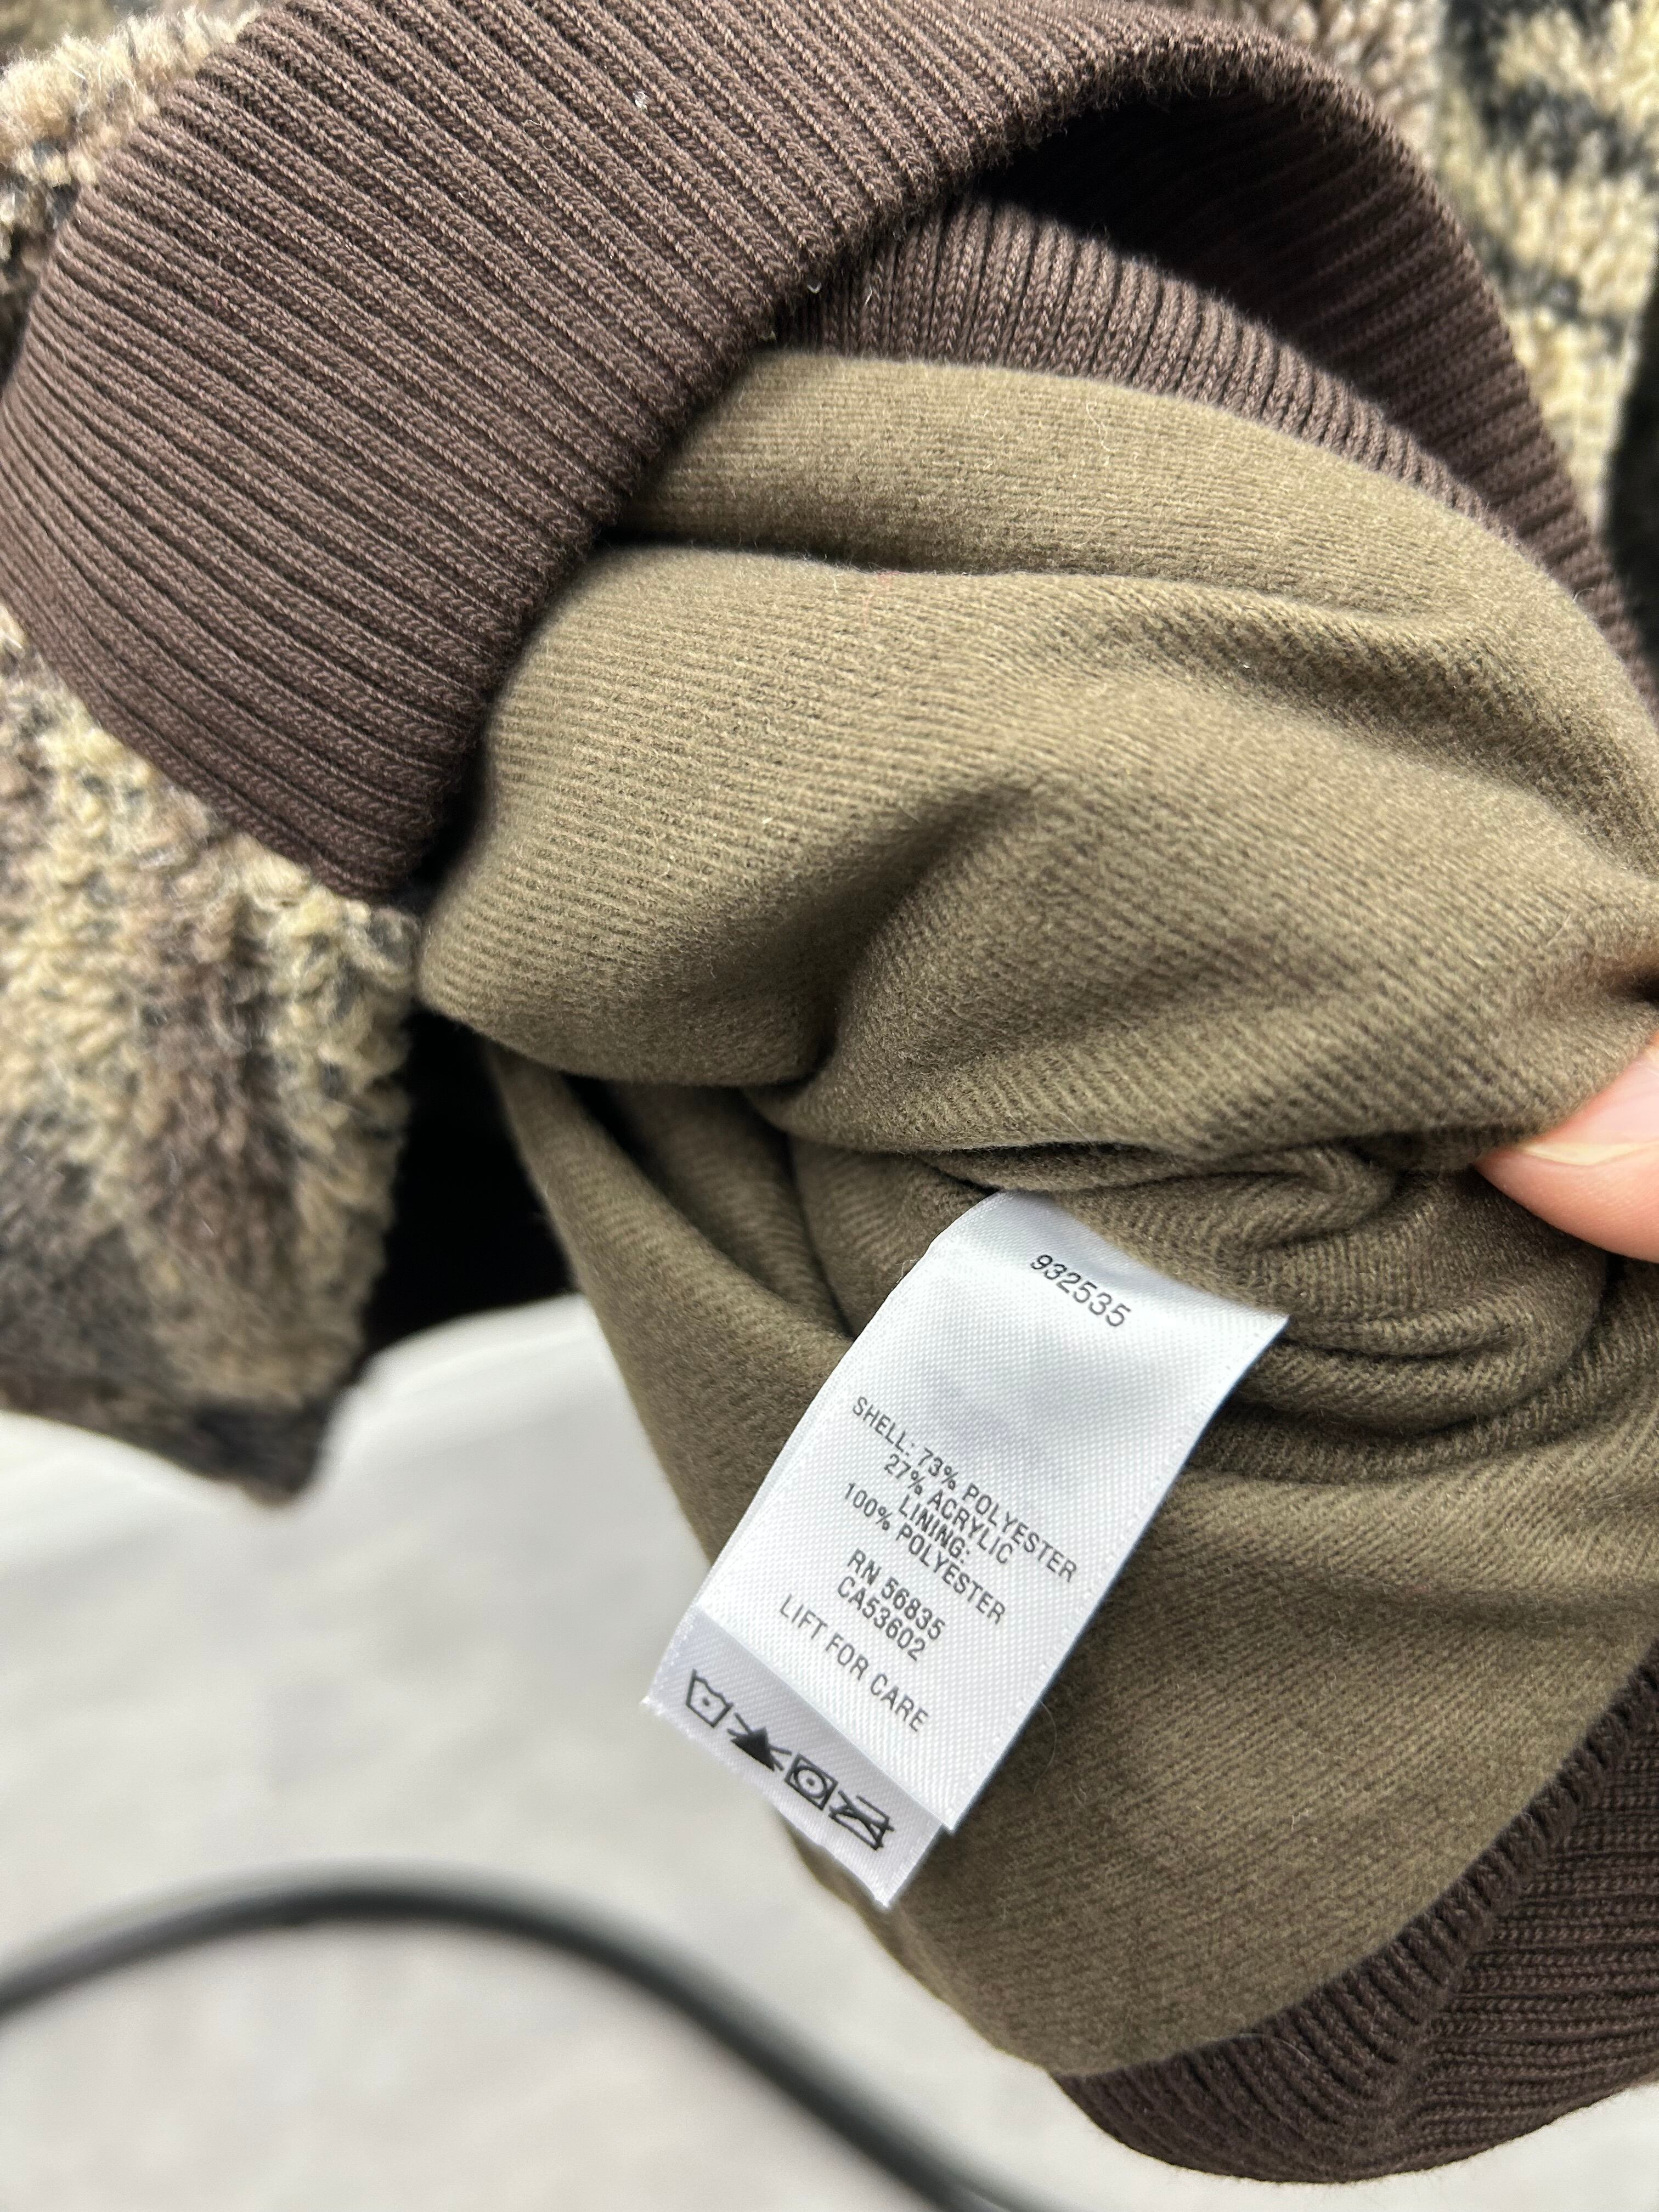 932535
SHELL: 73% POLYESTER
27% ACRYLIC
LINING:
100% POLYESTER
RN 56835
CA53602
LIFT FOR CARE